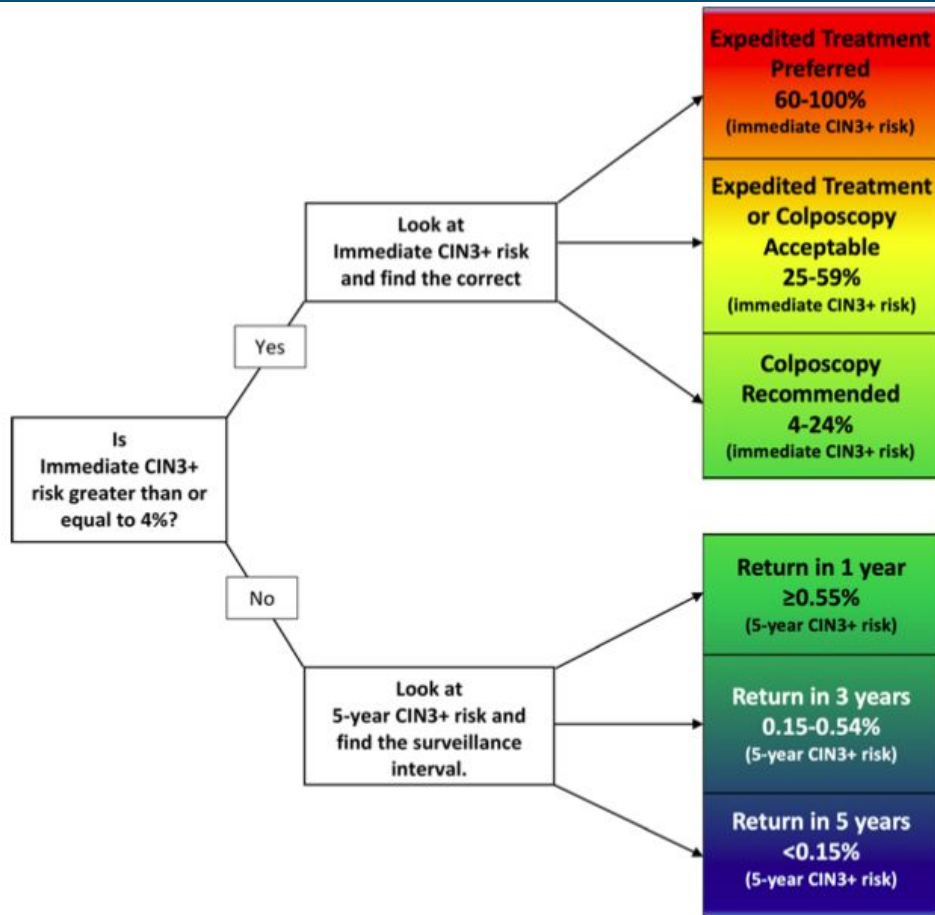 Is
Immediate CIN3+
risk greater than or
equal to 4%?
Yes
Look at
Immediate CIN3+ risk
and find the correct
Expedited Treatment
Preferred
60-100%
(immediate CIN3+ risk)
Expedited Treatment
or Colposcopy
Acceptable
25-59%
(immediate CIN3+ risk)
Colposcopy
Recommended
4-24%
(immediate CIN3+ risk)
No
Look at
5-year CIN3+ risk and
find the surveillance
interval.
Return in 1 year
≥0.55%
(5-year CIN3+ risk)
Return in 3 years
0.15-0.54%
(5-year CIN3+ risk)
Return in 5 years
<0.15%
(5-year CIN3+ risk)